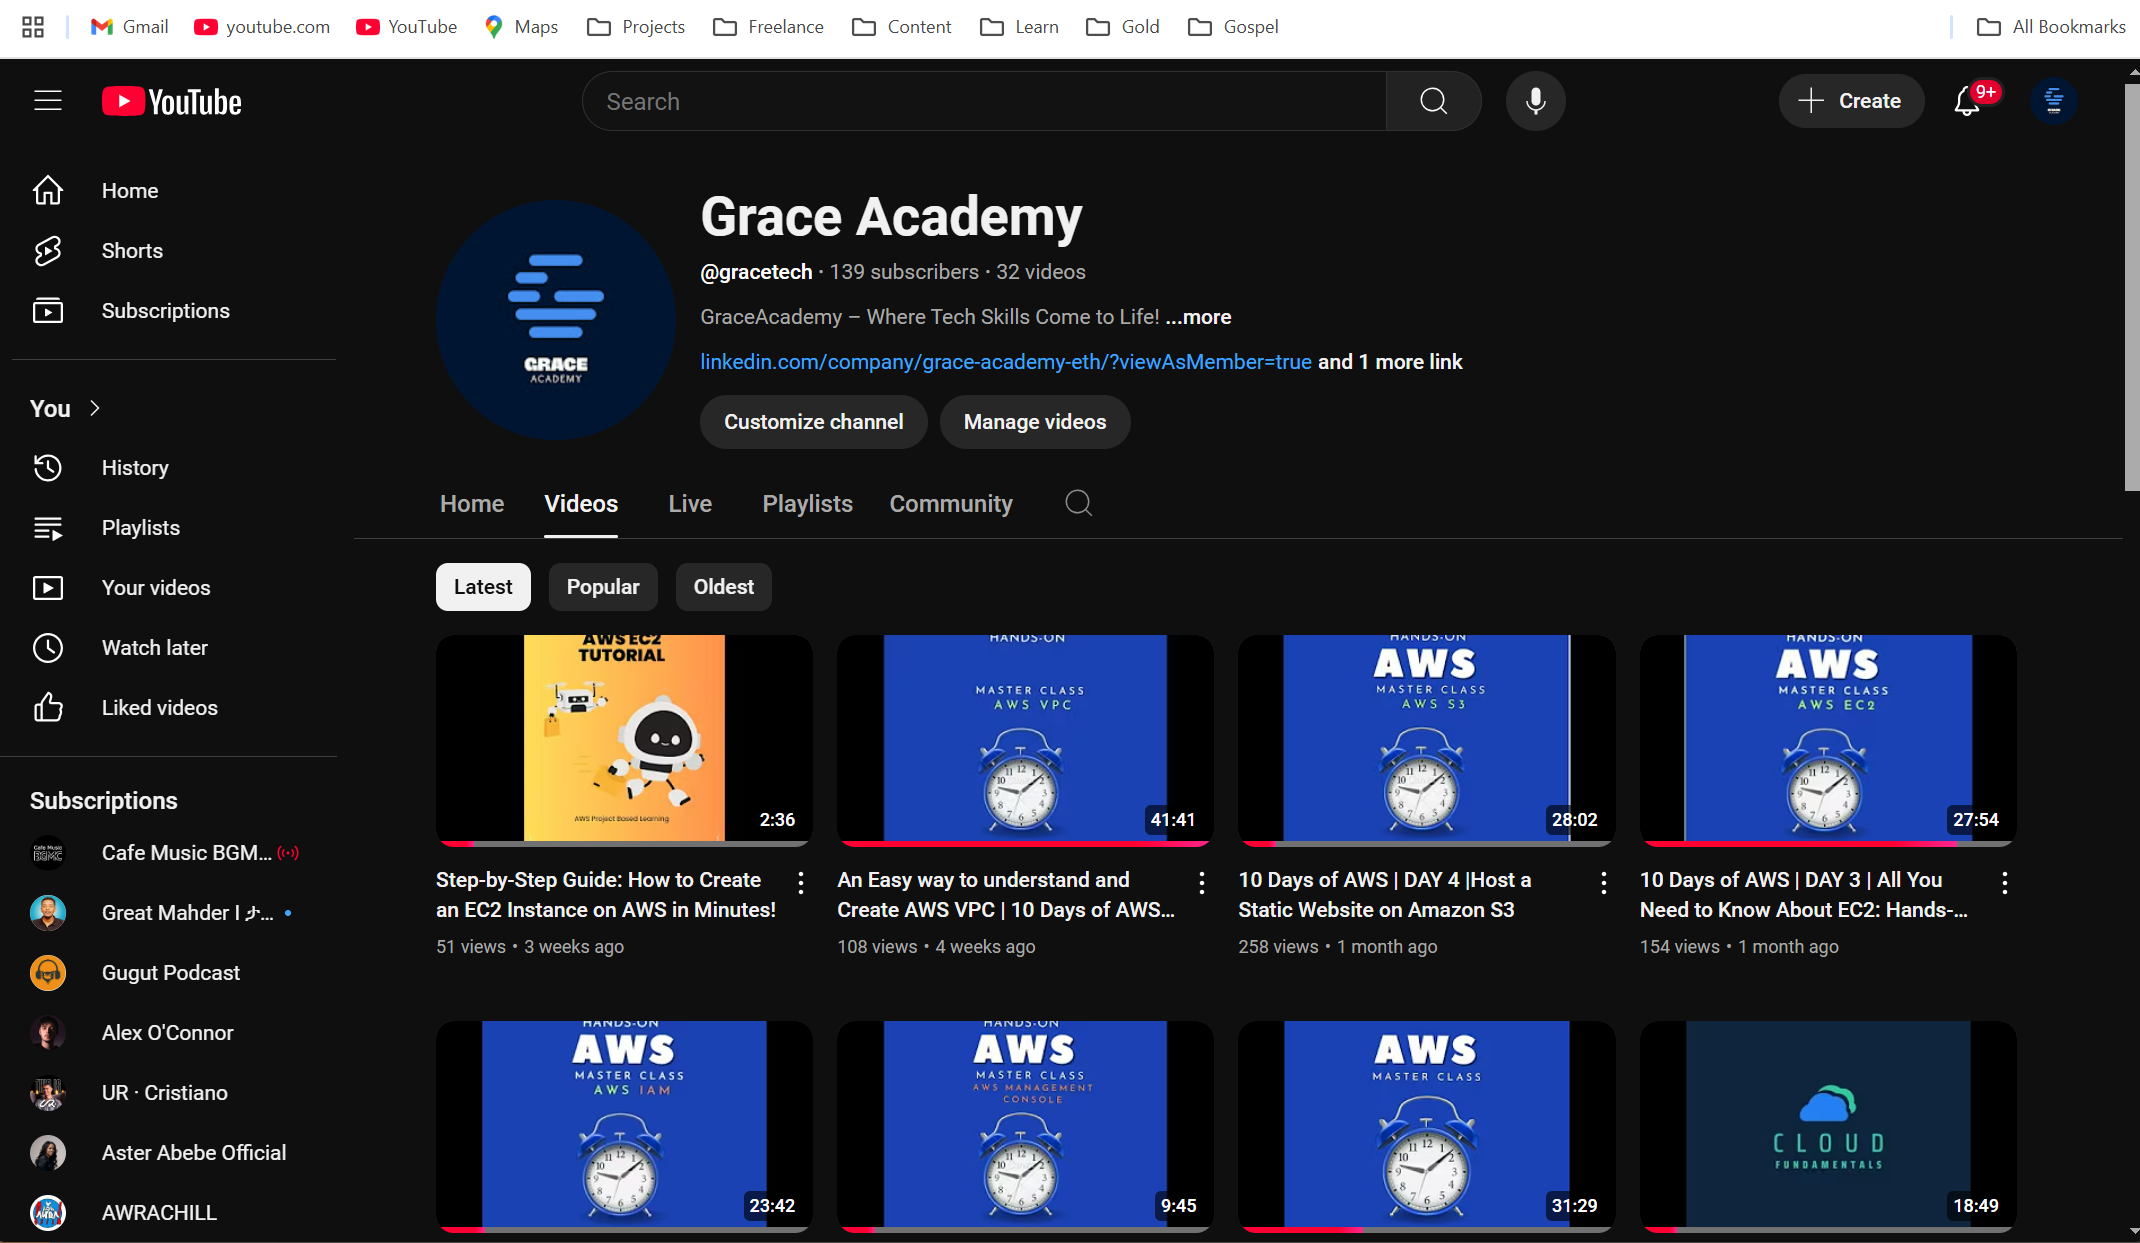 Gmail
youtube.com
YouTube
Maps
Projects
Freelance
Content
Learn
Gold
Gospel
All Bookmarks
YouTube
Search
Create
9+
Home
Shorts
Subscriptions
You
History
Playlists
Your videos
Watch later
Liked videos
Subscriptions
Cafe Music BGM...
Great Mahder I ታ...
Gugut Podcast
Alex O'Connor
UR · Cristiano
Aster Abebe Official
AWRACHILL
GRACE
ACADEMY
Grace Academy
@gracetech · 139 subscribers · 32 videos
GraceAcademy – Where Tech Skills Come to Life! ...more
linkedin.com/company/grace-academy-eth/?viewAsMember=true and 1 more link
Customize channel
Manage videos
Home
Videos
Live
Playlists
Community
Latest
Popular
Oldest
AWS EC2
TUTORIAL
AWS Project Based Learning
2:36
Step-by-Step Guide: How to Create
an EC2 Instance on AWS in Minutes!
51 views • 3 weeks ago
HANDS-ON
MASTER CLASS
AWS VPC
41:41
An Easy way to understand and
Create AWS VPC | 10 Days of AWS...
108 views • 4 weeks ago
HANDS-ON
AWS
MASTER CLASS
AWS S3
28:02
10 Days of AWS | DAY 4 |Host a
Static Website on Amazon S3
258 views • 1 month ago
HANDS-ON
AWS
MASTER CLASS
AWS EC2
27:54
10 Days of AWS | DAY 3 | All You
Need to Know About EC2: Hands-...
154 views • 1 month ago
HANDS-ON
AWS
MASTER CLASS
AWS IAM
23:42
HANDS-ON
AWS
MASTER CLASS
AWS MANAGEMENT
CONSOLE
9:45
AWS
MASTER CLASS
31:29
CLOUD
FUNDAMENTALS
18:49